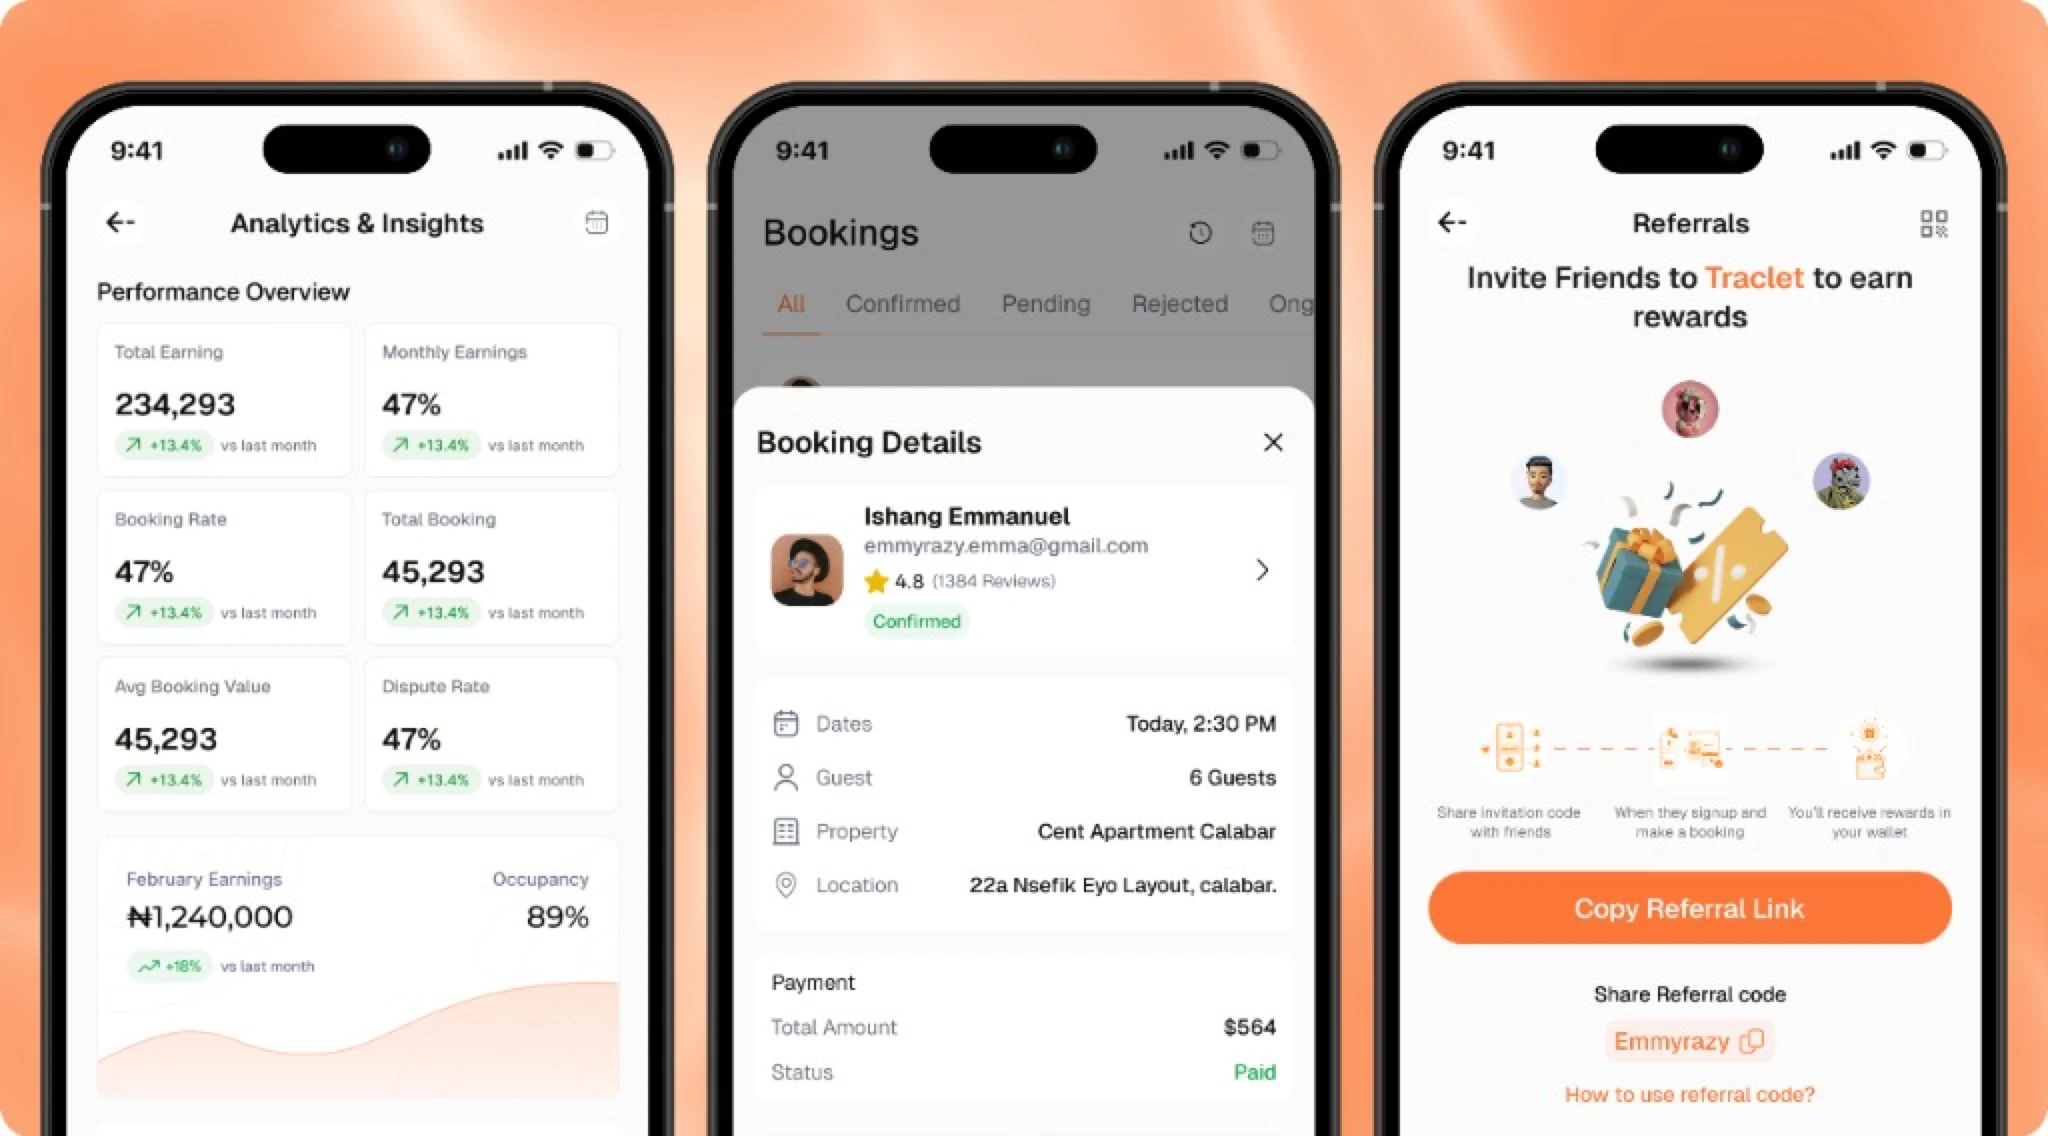 9:41
Analytics & Insights
Performance Overview
Total Earning
234,293
+13.4% vs last month
Monthly Earnings
47%
+13.4% vs last month
Booking Rate
47%
+13.4% vs last month
Total Booking
45,293
+13.4% vs last month
Avg Booking Value
45,293
+13.4% vs last month
Dispute Rate
47%
+13.4% vs last month
February Earnings
₦1,240,000
+18% vs last month
Occupancy
89%
9:41
Bookings
All Confirmed Pending Rejected Ong
Booking Details
Ishang Emmanuel
emmyrazy.emma@gmail.com
4.8 (1384 Reviews)
Confirmed
Dates Today, 2:30 PM
Guest 6 Guests
Property Cent Apartment Calabar
Location 22a Nsefik Eyo Layout, calabar.
Payment
Total Amount $564
Status Paid
9:41
Referrals
Invite Friends to Traclet to earn
rewards
Share invitation code
with friends
When they signup and
make a booking
You'll receive rewards in
your wallet
Copy Referral Link
Share Referral code
Emmyrazy
How to use referral code?